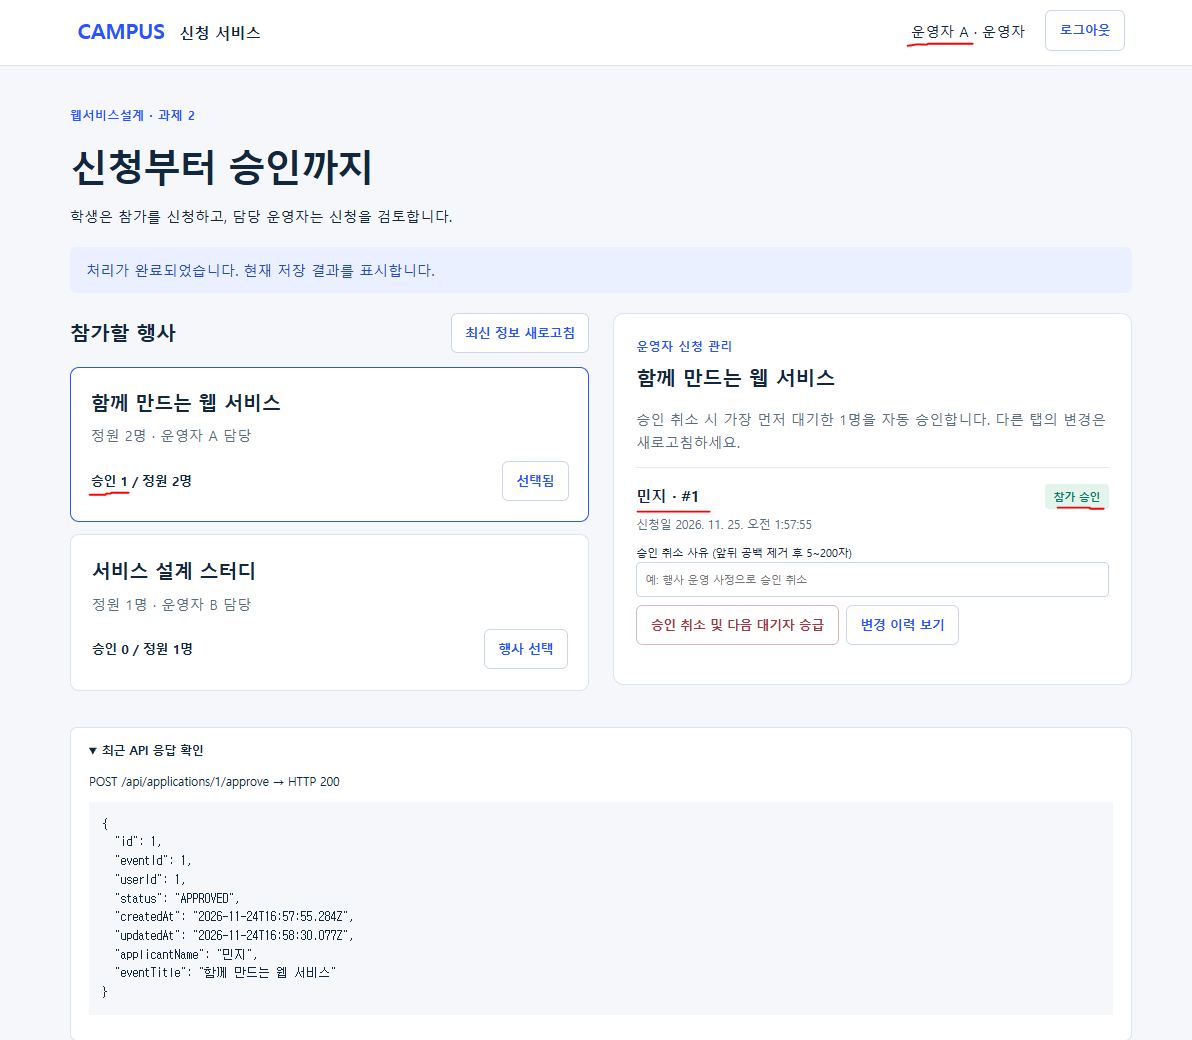 CAMPUS 신청 서비스
운영자 A · 운영자
로그아웃
웹서비스설계 · 과제 2
신청부터 승인까지
학생은 참가를 신청하고, 담당 운영자는 신청을 검토합니다.
처리가 완료되었습니다. 현재 저장 결과를 표시합니다.
참가할 행사
최신 정보 새로고침
함께 만드는 웹 서비스
정원 2명 · 운영자 A 담당
승인 1 / 정원 2명
선택됨
서비스 설계 스터디
정원 1명 · 운영자 B 담당
승인 0 / 정원 1명
행사 선택
운영자 신청 관리
함께 만드는 웹 서비스
승인 취소 시 가장 먼저 대기한 1명을 자동 승인합니다. 다른 탭의 변경은
새로고침하세요.
민지 · #1
참가 승인
신청일 2026. 11. 25. 오전 1:57:55
승인 취소 사유 (앞뒤 공백 제거 후 5~200자)
예: 행사 운영 사정으로 승인 취소
승인 취소 및 다음 대기자 승급
변경 이력 보기
▼ 최근 API 응답 확인
POST /api/applications/1/approve → HTTP 200
{
"id": 1,
"eventId": 1,
"userId": 1,
"status": "APPROVED",
"createdAt": "2026-11-24T16:57:55.284Z",
"updatedAt": "2026-11-24T16:58:30.077Z",
"applicantName": "민지",
"eventTitle": "함께 만드는 웹 서비스"
}